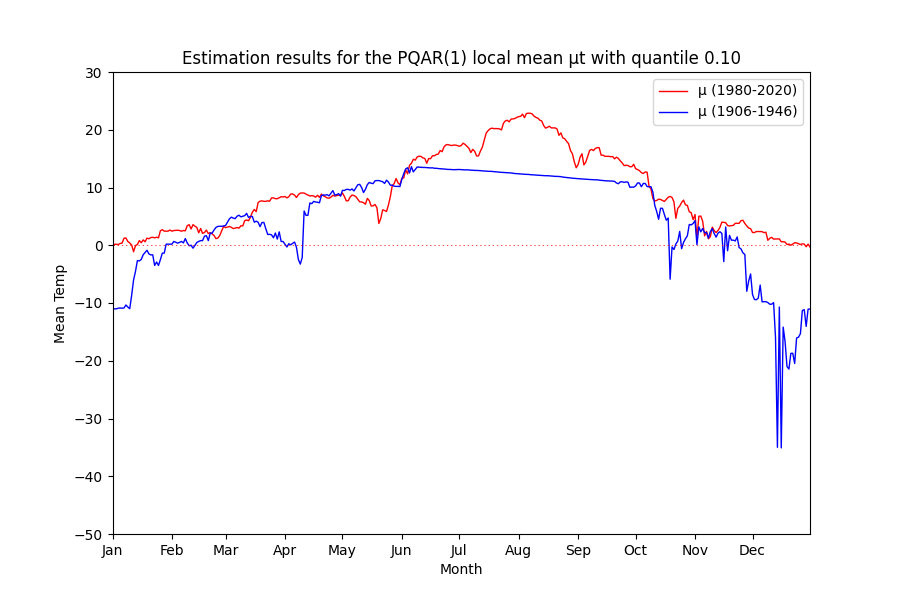 Estimation results for the PQAR(1) local mean μt with quantile 0.10
μ (1980-2020)
μ (1906-1946)
30
20
10
0
−10
−20
−30
−40
−50
Mean Temp
Jan Feb Mar Apr May Jun Jul Aug Sep Oct Nov Dec
Month